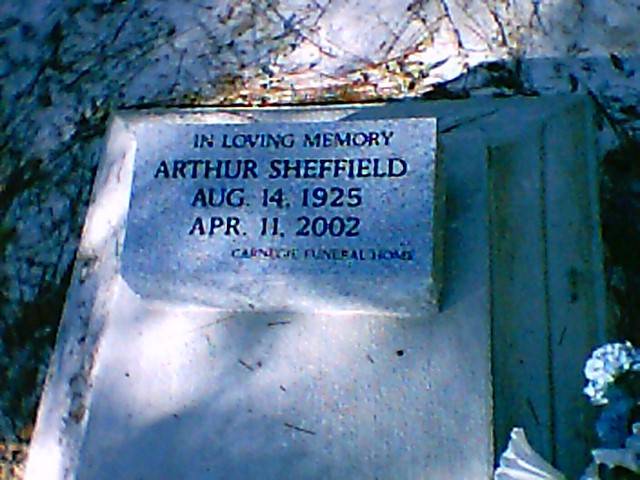 IN LOVING MEMORY
ARTHUR SHEFFIELD
AUG. 14, 1925
APR. 11, 2002
CARNEGIE FUNERAL HOME